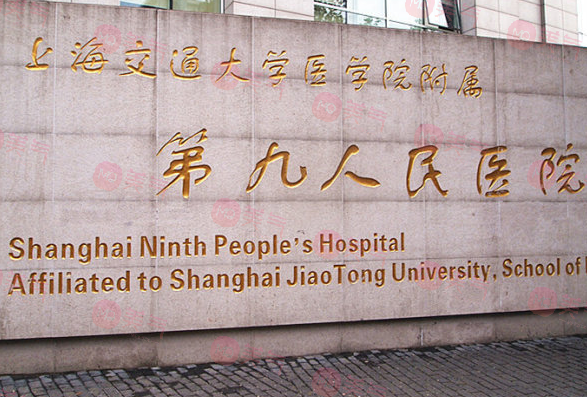 上海交通大学医学院附属
第九人民医院
Shanghai Ninth People's Hospital
Affiliated to Shanghai JiaoTong University, School of